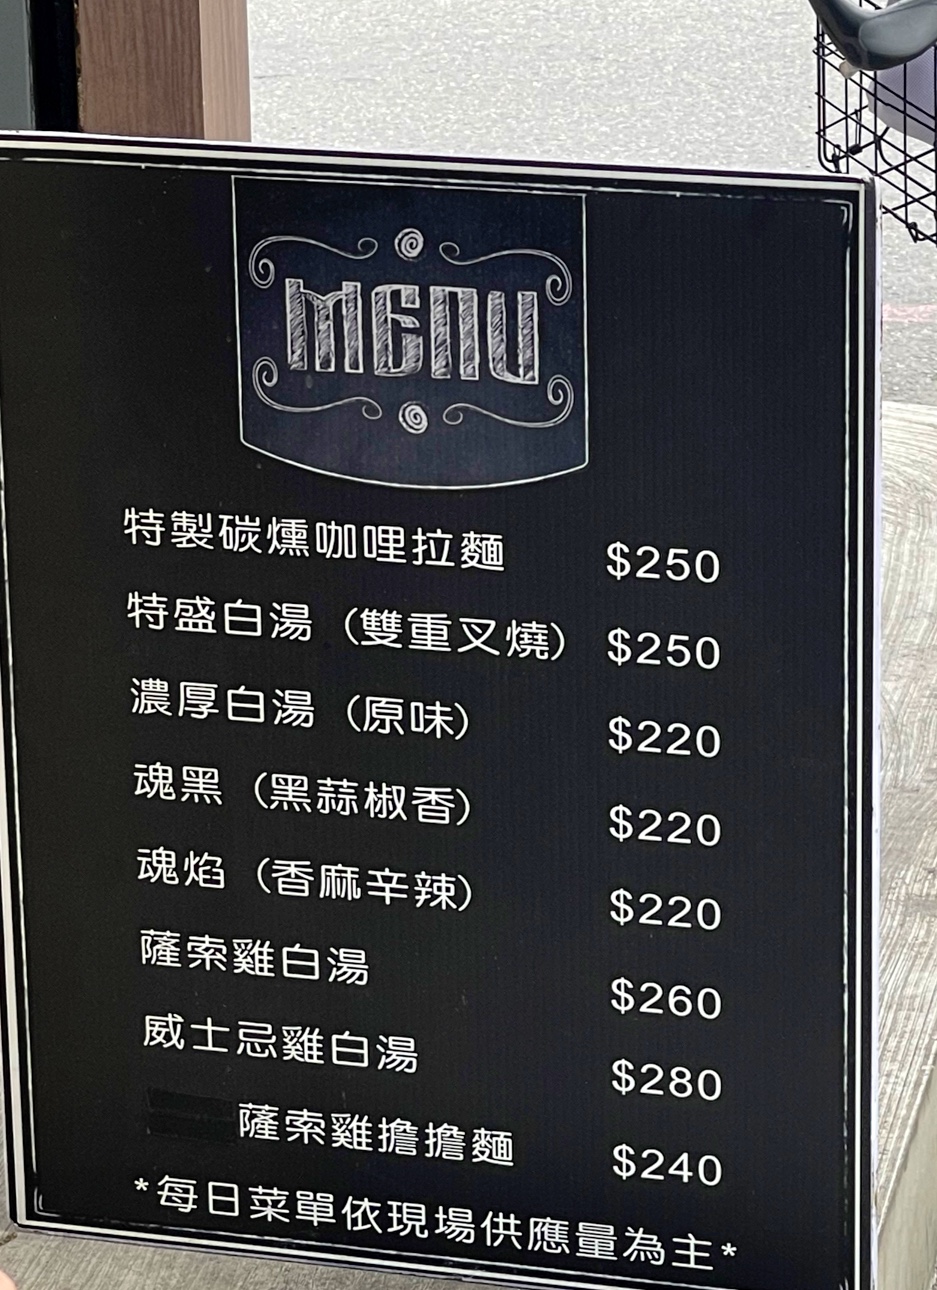 MENU
特製碳燻咖哩拉麵 $250
特盛白湯（雙重叉燒） $250
濃厚白湯（原味） $220
魂黑（黑蒜椒香） $220
魂焰（香麻辛辣） $220
薩索雞白湯 $260
威士忌雞白湯 $280
薩索雞擔擔麵 $240
*每日菜單依現場供應量為主*